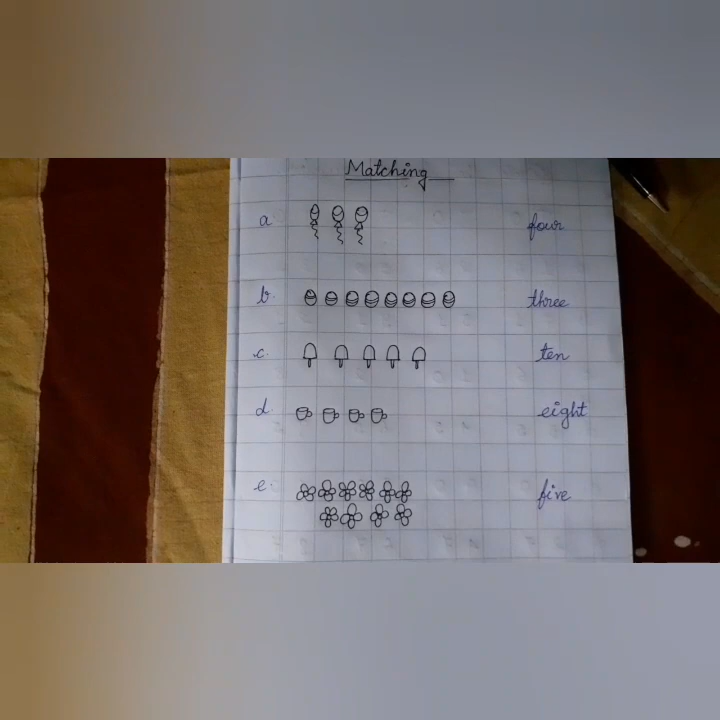 Matching
a four
b. three
c. ten
d. eight
e. five